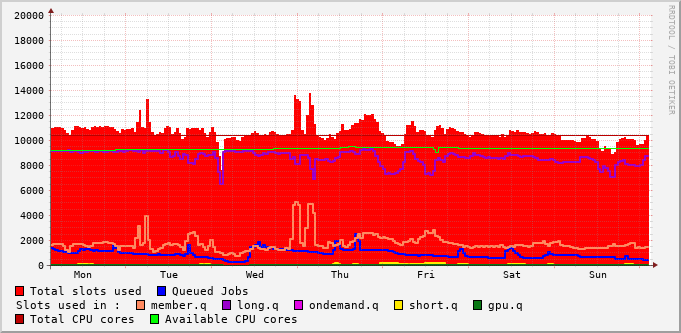 20000
18000
16000
14000
12000
10000
8000
6000
4000
2000
0
Mon Tue Wed Thu Fri Sat Sun
RRDTOOL / TOBI OETIKER
Total slots used Queued Jobs
Slots used in : member.q long.q ondemand.q short.q gpu.q
Total CPU cores Available CPU cores